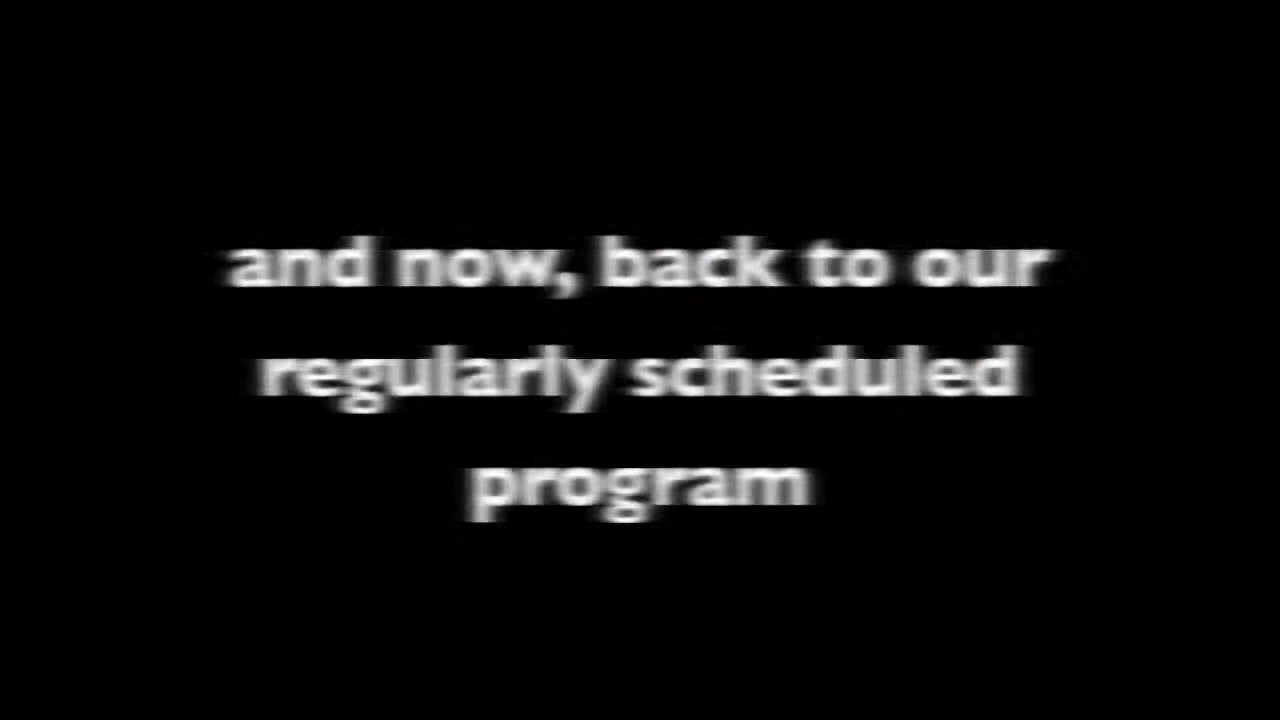 and now, back to our
regularly scheduled
program